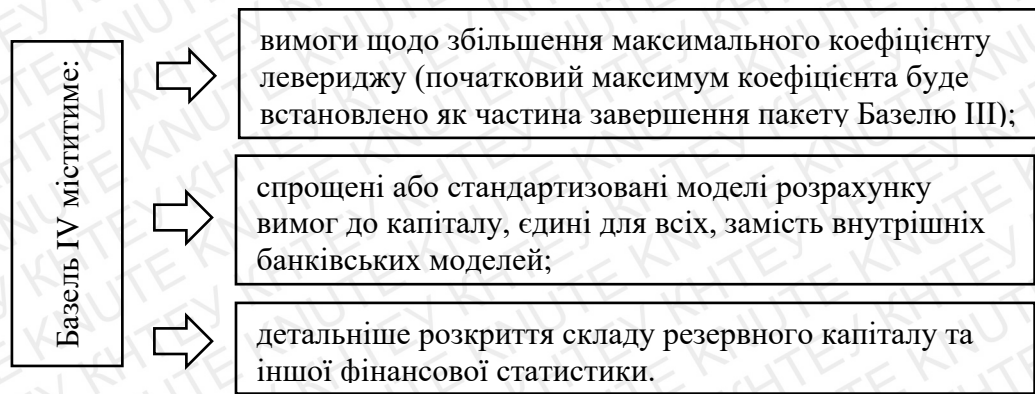 Базель IV міститиме:
вимоги щодо збільшення максимального коефіцієнту
левериджу (початковий максимум коефіцієнта буде
встановлено як частина завершення пакету Базелю III);
спрощені або стандартизовані моделі розрахунку
вимог до капіталу, єдині для всіх, замість внутрішніх
банківських моделей;
детальніше розкриття складу резервного капіталу та
іншої фінансової статистики.